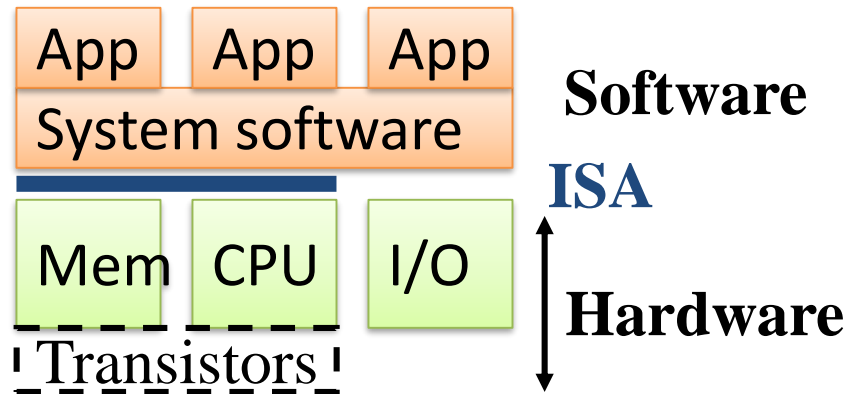 App App App
Software
System software
ISA
Mem CPU I/O
Hardware
Transistors